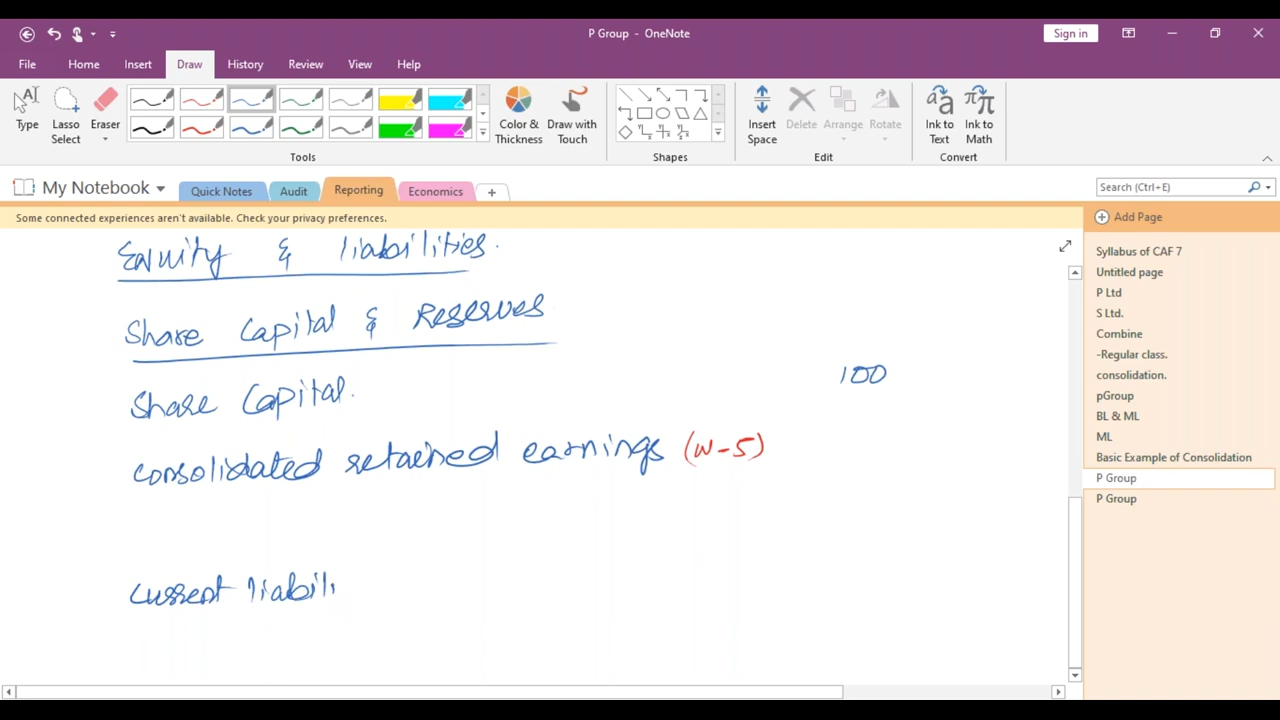 P Group - OneNote
Sign in
File Home Insert Draw History Review View Help
Type
Lasso Select
Eraser
Color & Thickness
Draw with Touch
Insert Space
Delete
Arrange
Rotate
Ink to Text
Ink to Math
Tools Shapes Edit Convert
My Notebook Quick Notes Audit Reporting Economics
Search (Ctrl+E)
Some connected experiences aren't available. Check your privacy preferences.
Add Page
Equity & liabilities.
Share Capital & Reserves
Share Capital. 100
consolidated retained earnings (W-5)
current liabili
Syllabus of CAF 7
Untitled page
P Ltd
S Ltd.
Combine
-Regular class.
consolidation.
pGroup
BL & ML
ML
Basic Example of Consolidation
P Group
P Group